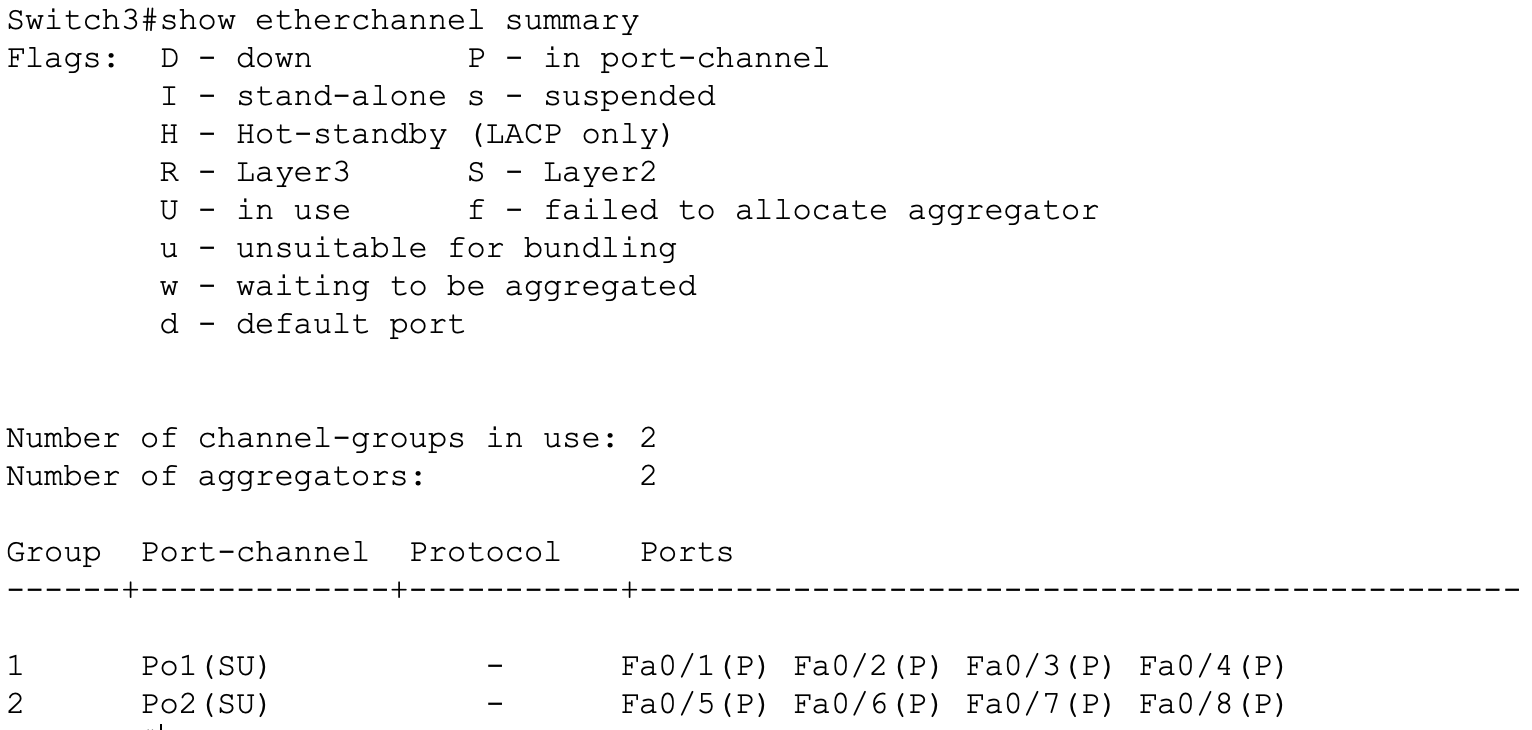 Switch3#show etherchannel summary
Flags:  D - down        P - in port-channel
        I - stand-alone s - suspended
        H - Hot-standby (LACP only)
        R - Layer3      S - Layer2
        U - in use      f - failed to allocate aggregator
        u - unsuitable for bundling
        w - waiting to be aggregated
        d - default port
Number of channel-groups in use: 2
Number of aggregators:           2
Group  Port-channel  Protocol    Ports
------+-------------+-----------+----------------------------------------------
1      Po1(SU)           -      Fa0/1(P) Fa0/2(P) Fa0/3(P) Fa0/4(P)
2      Po2(SU)           -      Fa0/5(P) Fa0/6(P) Fa0/7(P) Fa0/8(P)